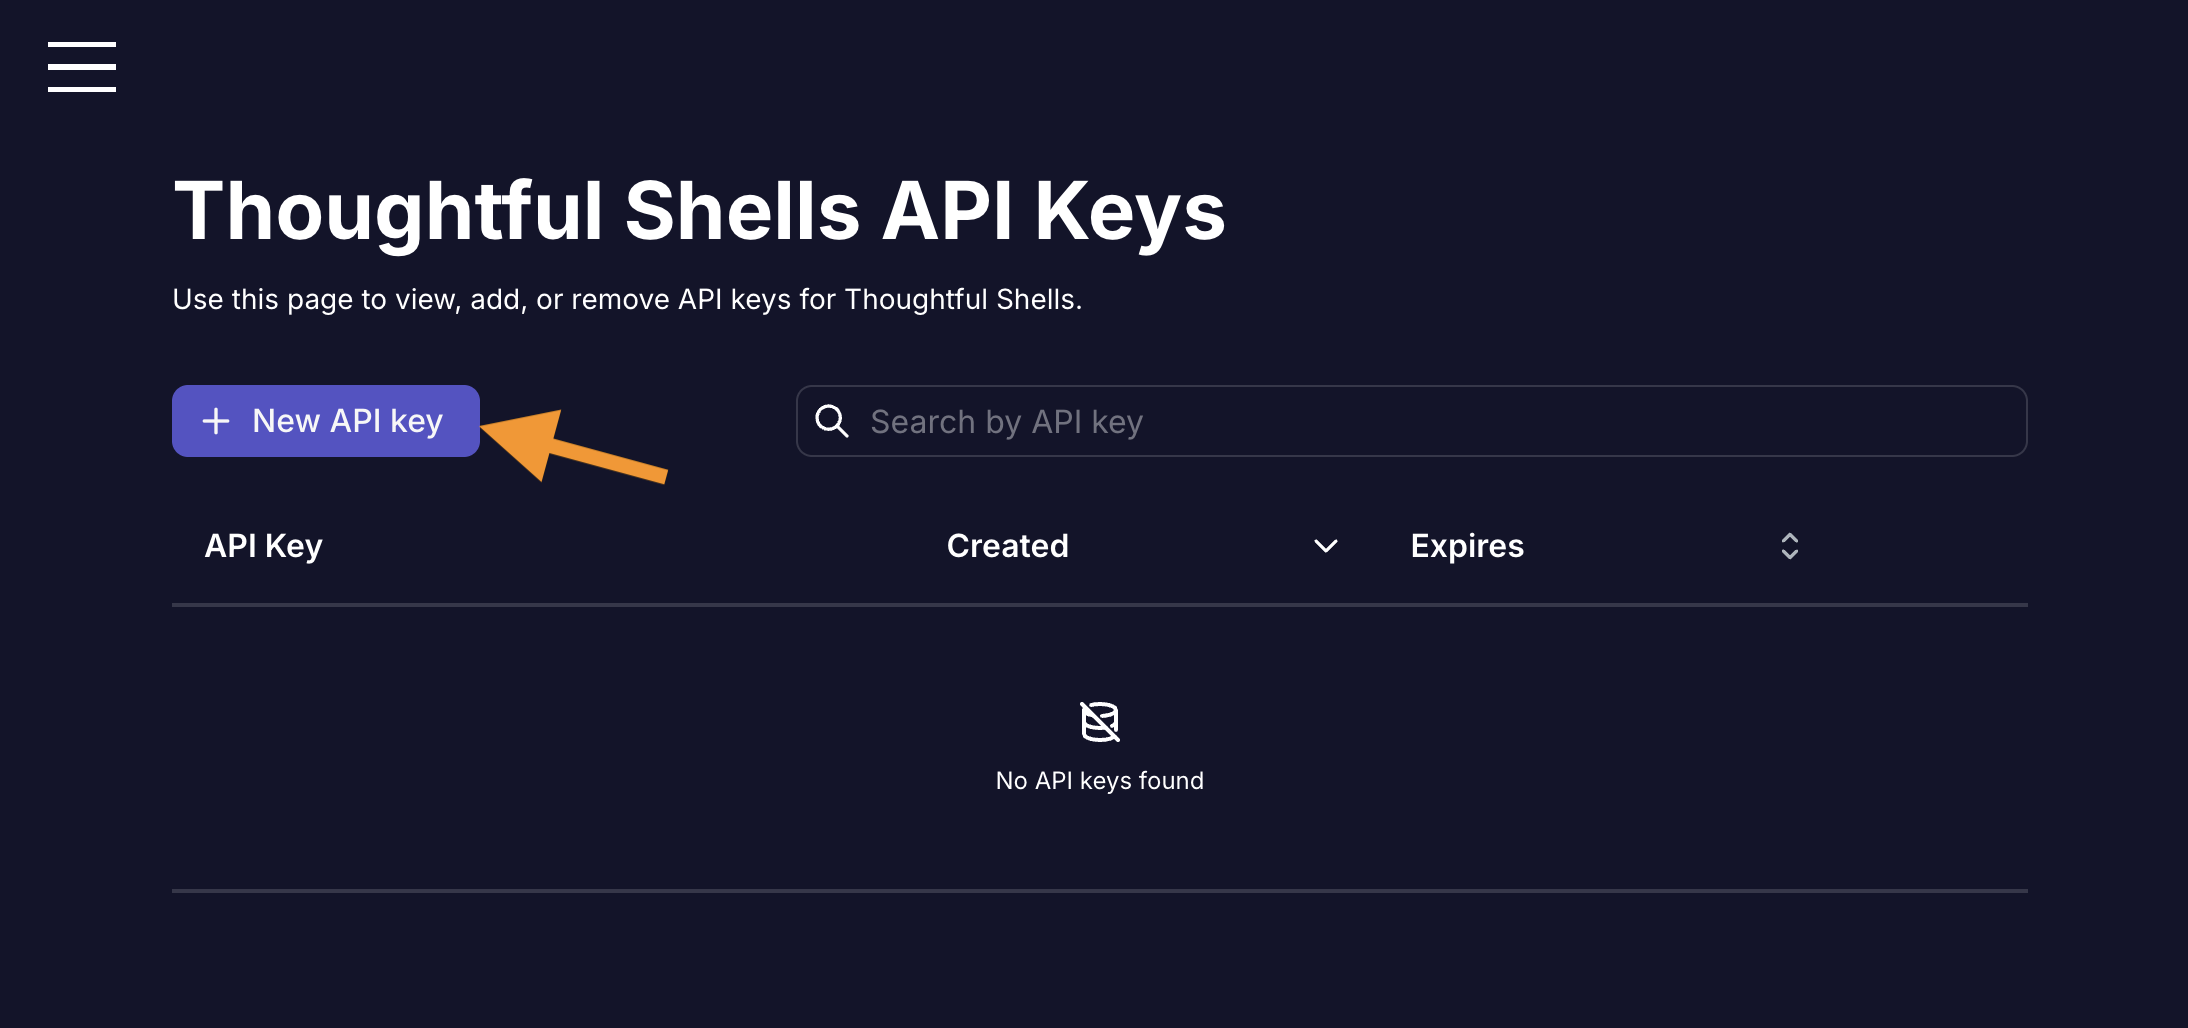 Thoughtful Shells API Keys
Use this page to view, add, or remove API keys for Thoughtful Shells.
New API key
Search by API key
API Key Created Expires
No API keys found